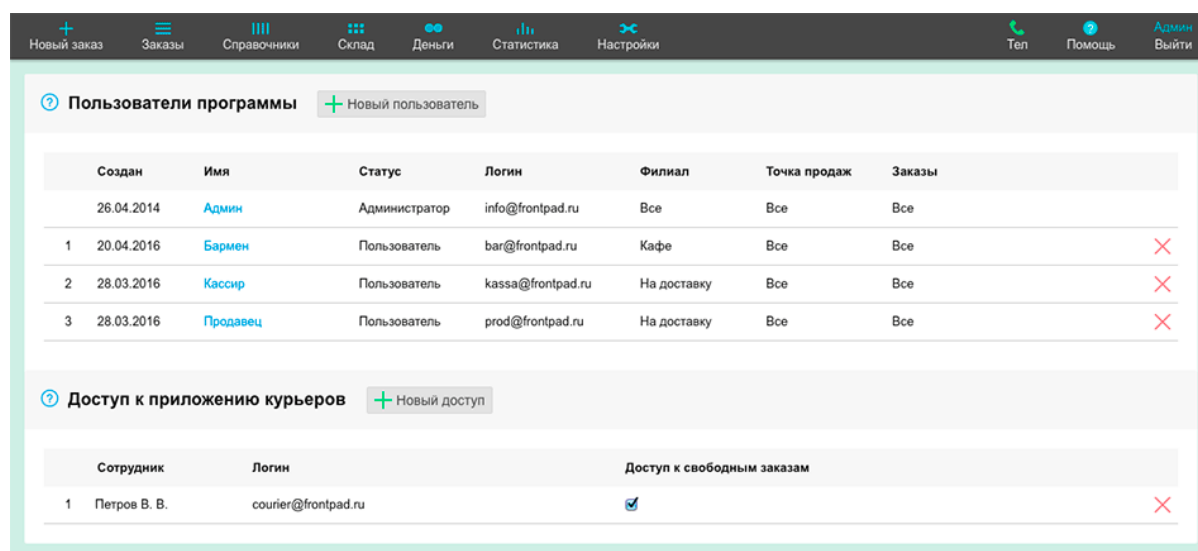 Новый заказ Заказы Справочники Склад Деньги Статистика Настройки Тел Помощь Админ
Выйти
Пользователи программы Новый пользователь
Создан Имя Статус Логин Филиал Точка продаж Заказы
26.04.2014 Админ Администратор info@frontpad.ru Все Все Все
1 20.04.2016 Бармен Пользователь bar@frontpad.ru Кафе Все Все
2 28.03.2016 Кассир Пользователь kassa@frontpad.ru На доставку Все Все
3 28.03.2016 Продавец Пользователь prod@frontpad.ru На доставку Все Все
Доступ к приложению курьеров Новый доступ
Сотрудник Логин Доступ к свободным заказам
1 Петров В. В. courier@frontpad.ru